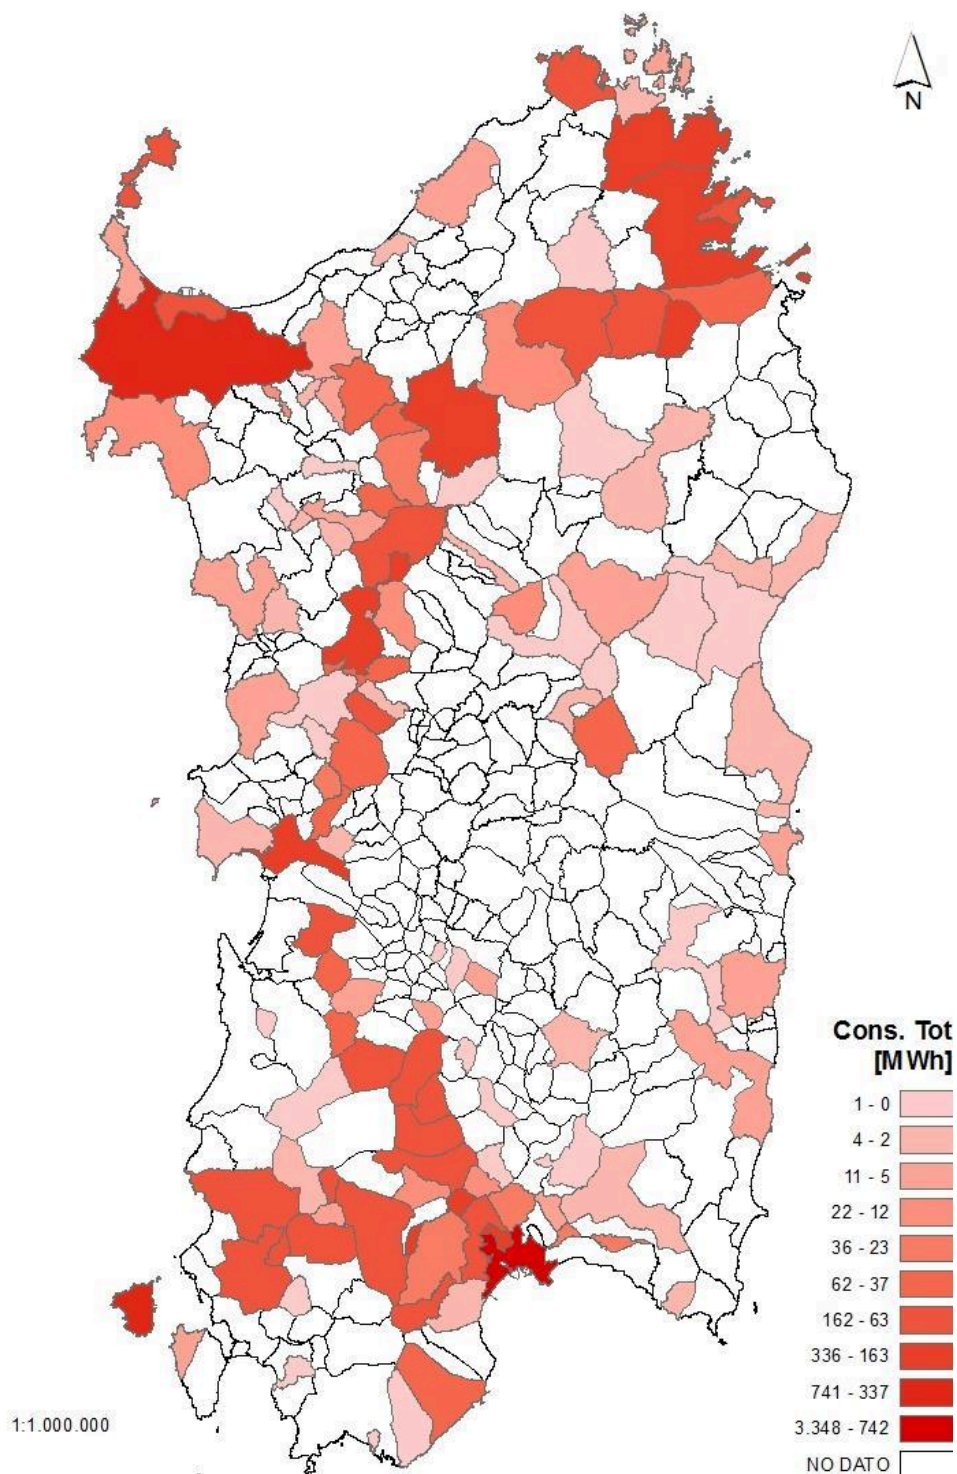 N
Cons. Tot
[MWh]
1 - 0
4 - 2
11 - 5
22 - 12
36 - 23
62 - 37
162 - 63
336 - 163
741 - 337
3.348 - 742
NO DATO
1:1.000.000